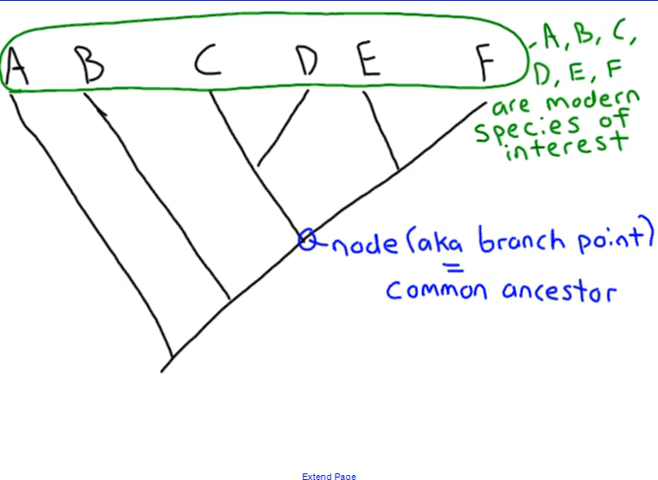 A B C D E F
- A, B, C,
D, E, F
are modern
species of
interest
node (aka branch point)
=
common ancestor
Extend Page